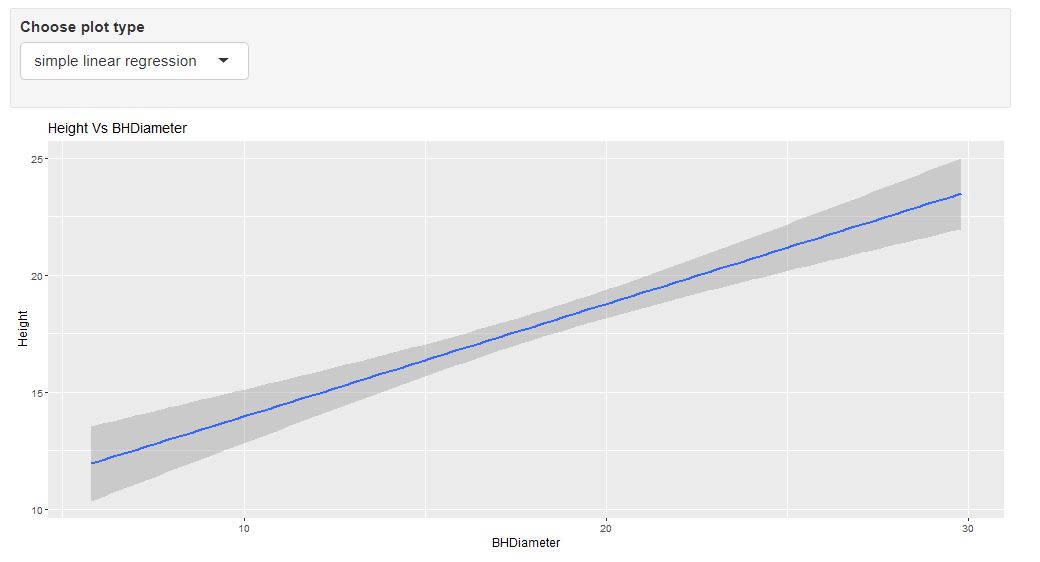 Choose plot type
simple linear regression
Height Vs BHDiameter
25
20
15
10
Height
10
20
30
BHDiameter